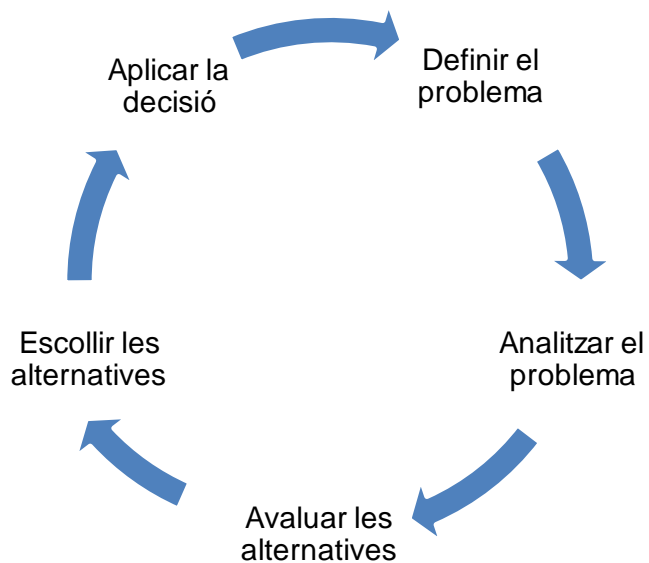 Definir el
problema
Analitzar el
problema
Avaluar les
alternatives
Escollir les
alternatives
Aplicar la
decisió